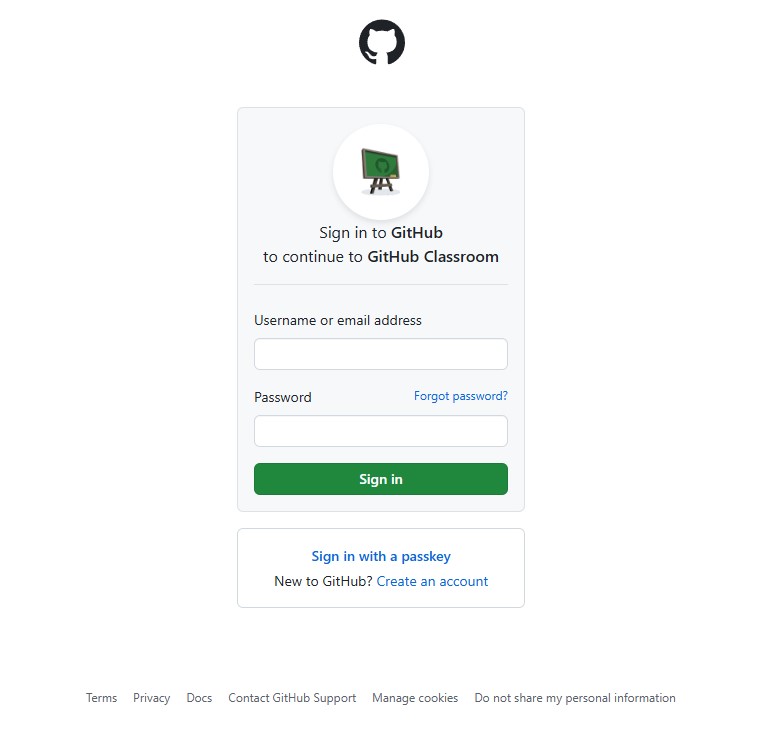 Sign in to GitHub
to continue to GitHub Classroom
Username or email address
Password Forgot password?
Sign in
Sign in with a passkey
New to GitHub? Create an account
Terms Privacy Docs Contact GitHub Support Manage cookies Do not share my personal information